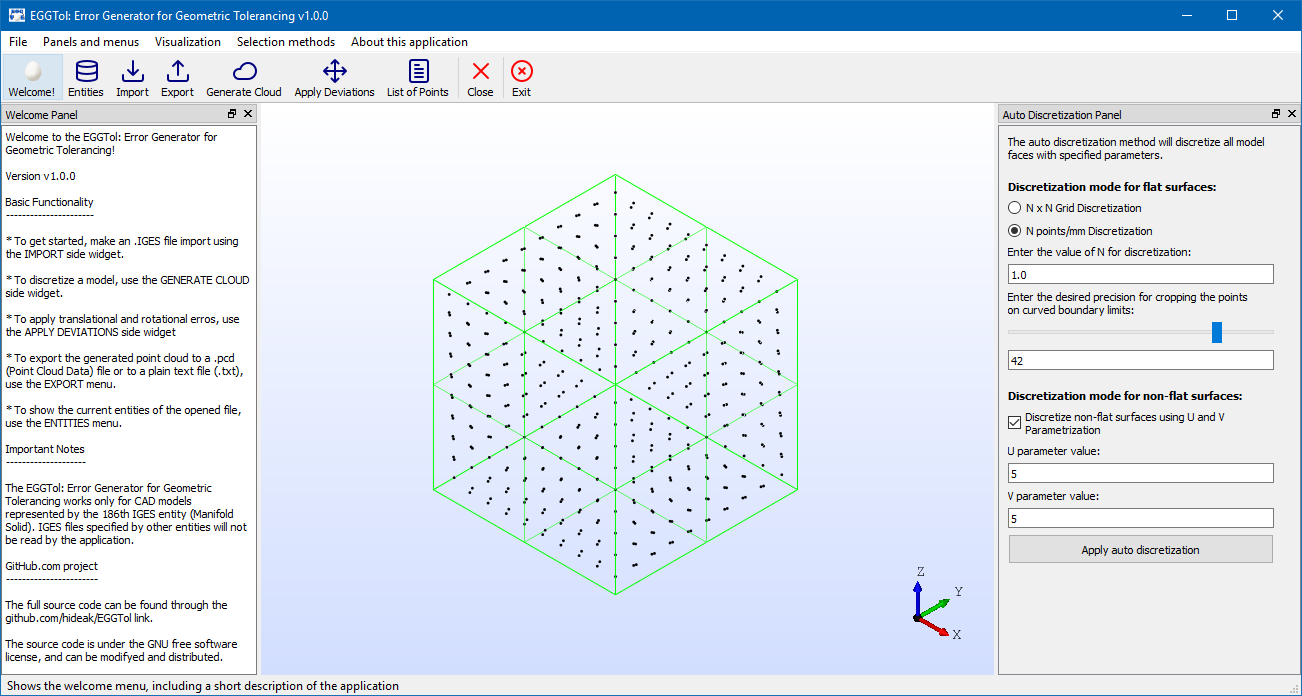 EGGTol: Error Generator for Geometric Tolerancing v1.0.0
File Panels and menus Visualization Selection methods About this application
Welcome! Entities Import Export Generate Cloud Apply Deviations List of Points Close Exit
Welcome Panel
Welcome to the EGGTol: Error Generator for
Geometric Tolerancing!
Version v1.0.0
Basic Functionality
----------------------
* To get started, make an .IGES file import using
the IMPORT side widget.
* To discretize a model, use the GENERATE CLOUD
side widget.
* To apply translational and rotational erros, use
the APPLY DEVIATIONS side widget
* To export the generated point cloud to a .pcd
(Point Cloud Data) file or to a plain text file (.txt),
use the EXPORT menu.
* To show the current entities of the opened file,
use the ENTITIES menu.
Important Notes
--------------------
The EGGTol: Error Generator for Geometric
Tolerancing works only for CAD models
represented by the 186th IGES entity (Manifold
Solid). IGES files specified by other entities will not
be read by the application.
GitHub.com project
-----------------------
The full source code can be found through the
github.com/hideak/EGGTol link.
The source code is under the GNU free software
license, and can be modifyed and distributed.
Z
Y
X
Auto Discretization Panel
The auto discretization method will discretize all model
faces with specified parameters.
Discretization mode for flat surfaces:
N x N Grid Discretization
N points/mm Discretization
Enter the value of N for discretization:
1.0
Enter the desired precision for cropping the points
on curved boundary limits:
42
Discretization mode for non-flat surfaces:
Discretize non-flat surfaces using U and V
Parametrization
U parameter value:
5
V parameter value:
5
Apply auto discretization
Shows the welcome menu, including a short description of the application